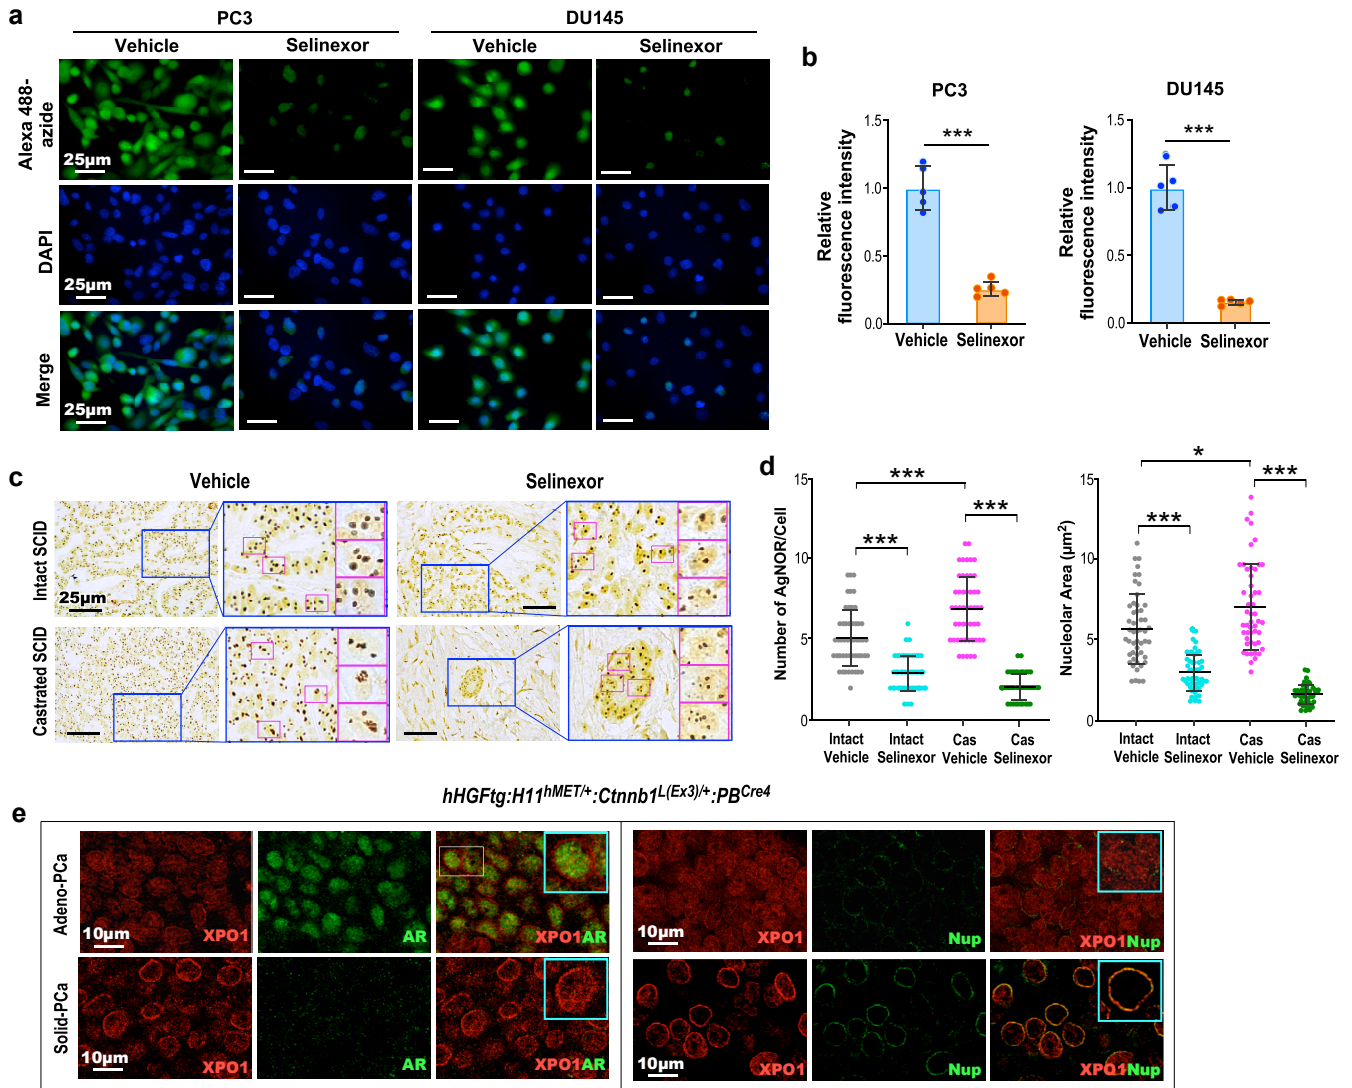 a
PC3
DU145
Vehicle
Selinexor
Vehicle
Selinexor
Alexa 488-
azide
25μm
DAPI
25μm
Merge
25μm
b
PC3
DU145
Relative
fluorescence intensity
1.5
1.0
0.5
0.0
***
Vehicle
Selinexor
Relative
fluorescence intensity
1.5
1.0
0.5
0.0
***
Vehicle
Selinexor
c
Vehicle
Selinexor
Intact SCID
25μm
Castrated SCID
d
Number of AgNOR/Cell
15
10
5
0
***
***
***
Intact
Vehicle
Intact
Selinexor
Cas
Vehicle
Cas
Selinexor
Nucleolar Area (μm²)
15
10
5
0
*
***
***
Intact
Vehicle
Intact
Selinexor
Cas
Vehicle
Cas
Selinexor
hHGFtg:H11hMET/+:Ctnnb1L(Ex3)/+:PBCre4
e
Adeno-PCa
10μm
XPO1
AR
XPO1AR
10μm
XPO1
Nup
XPO1Nup
Solid-PCa
10μm
XPO1
AR
XPO1AR
10μm
XPO1
Nup
XPO1Nup